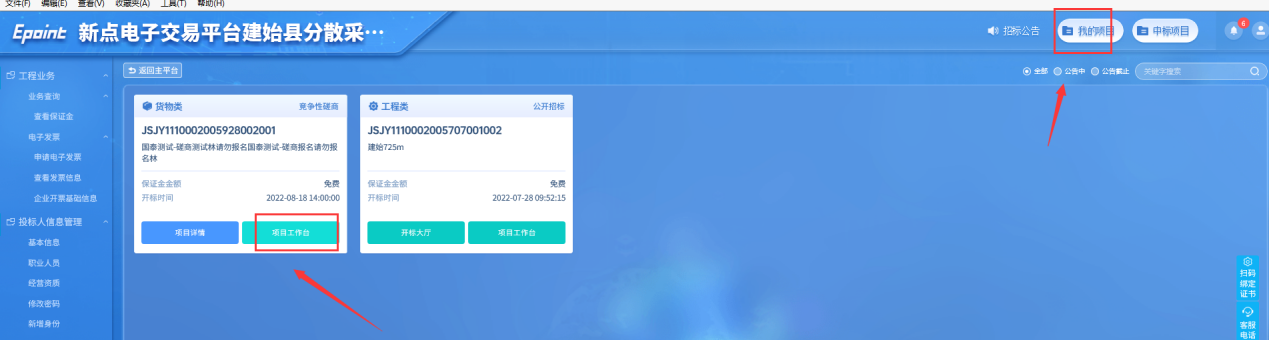 文件(F) 编辑(E) 查看(V) 收藏夹(A) 工具(T) 帮助(H)
Epoint 新点电子交易平台建始县分散采… 招标公告 我的项目 中标项目 6
返回主平台 全部 公告中 公告截止 关键字搜索
工程业务
业务查询
查看保证金
电子发票
申请电子发票
查看发票信息
企业开票基础信息
投标人信息管理
基本信息
职业人员
经营资质
修改密码
新增身份
货物类 竞争性磋商
JSJY1110002005928002001
国泰测试-磋商测试林请勿报名国泰测试-磋商报名请勿报
名林
保证金金额 免费
开标时间 2022-08-18 14:00:00
项目详情 项目工作台
工程类 公开招标
JSJY1110002005707001002
建始725m
保证金金额 免费
开标时间 2022-07-28 09:52:15
开标大厅 项目工作台
扫码
绑定
证书
客服
电话